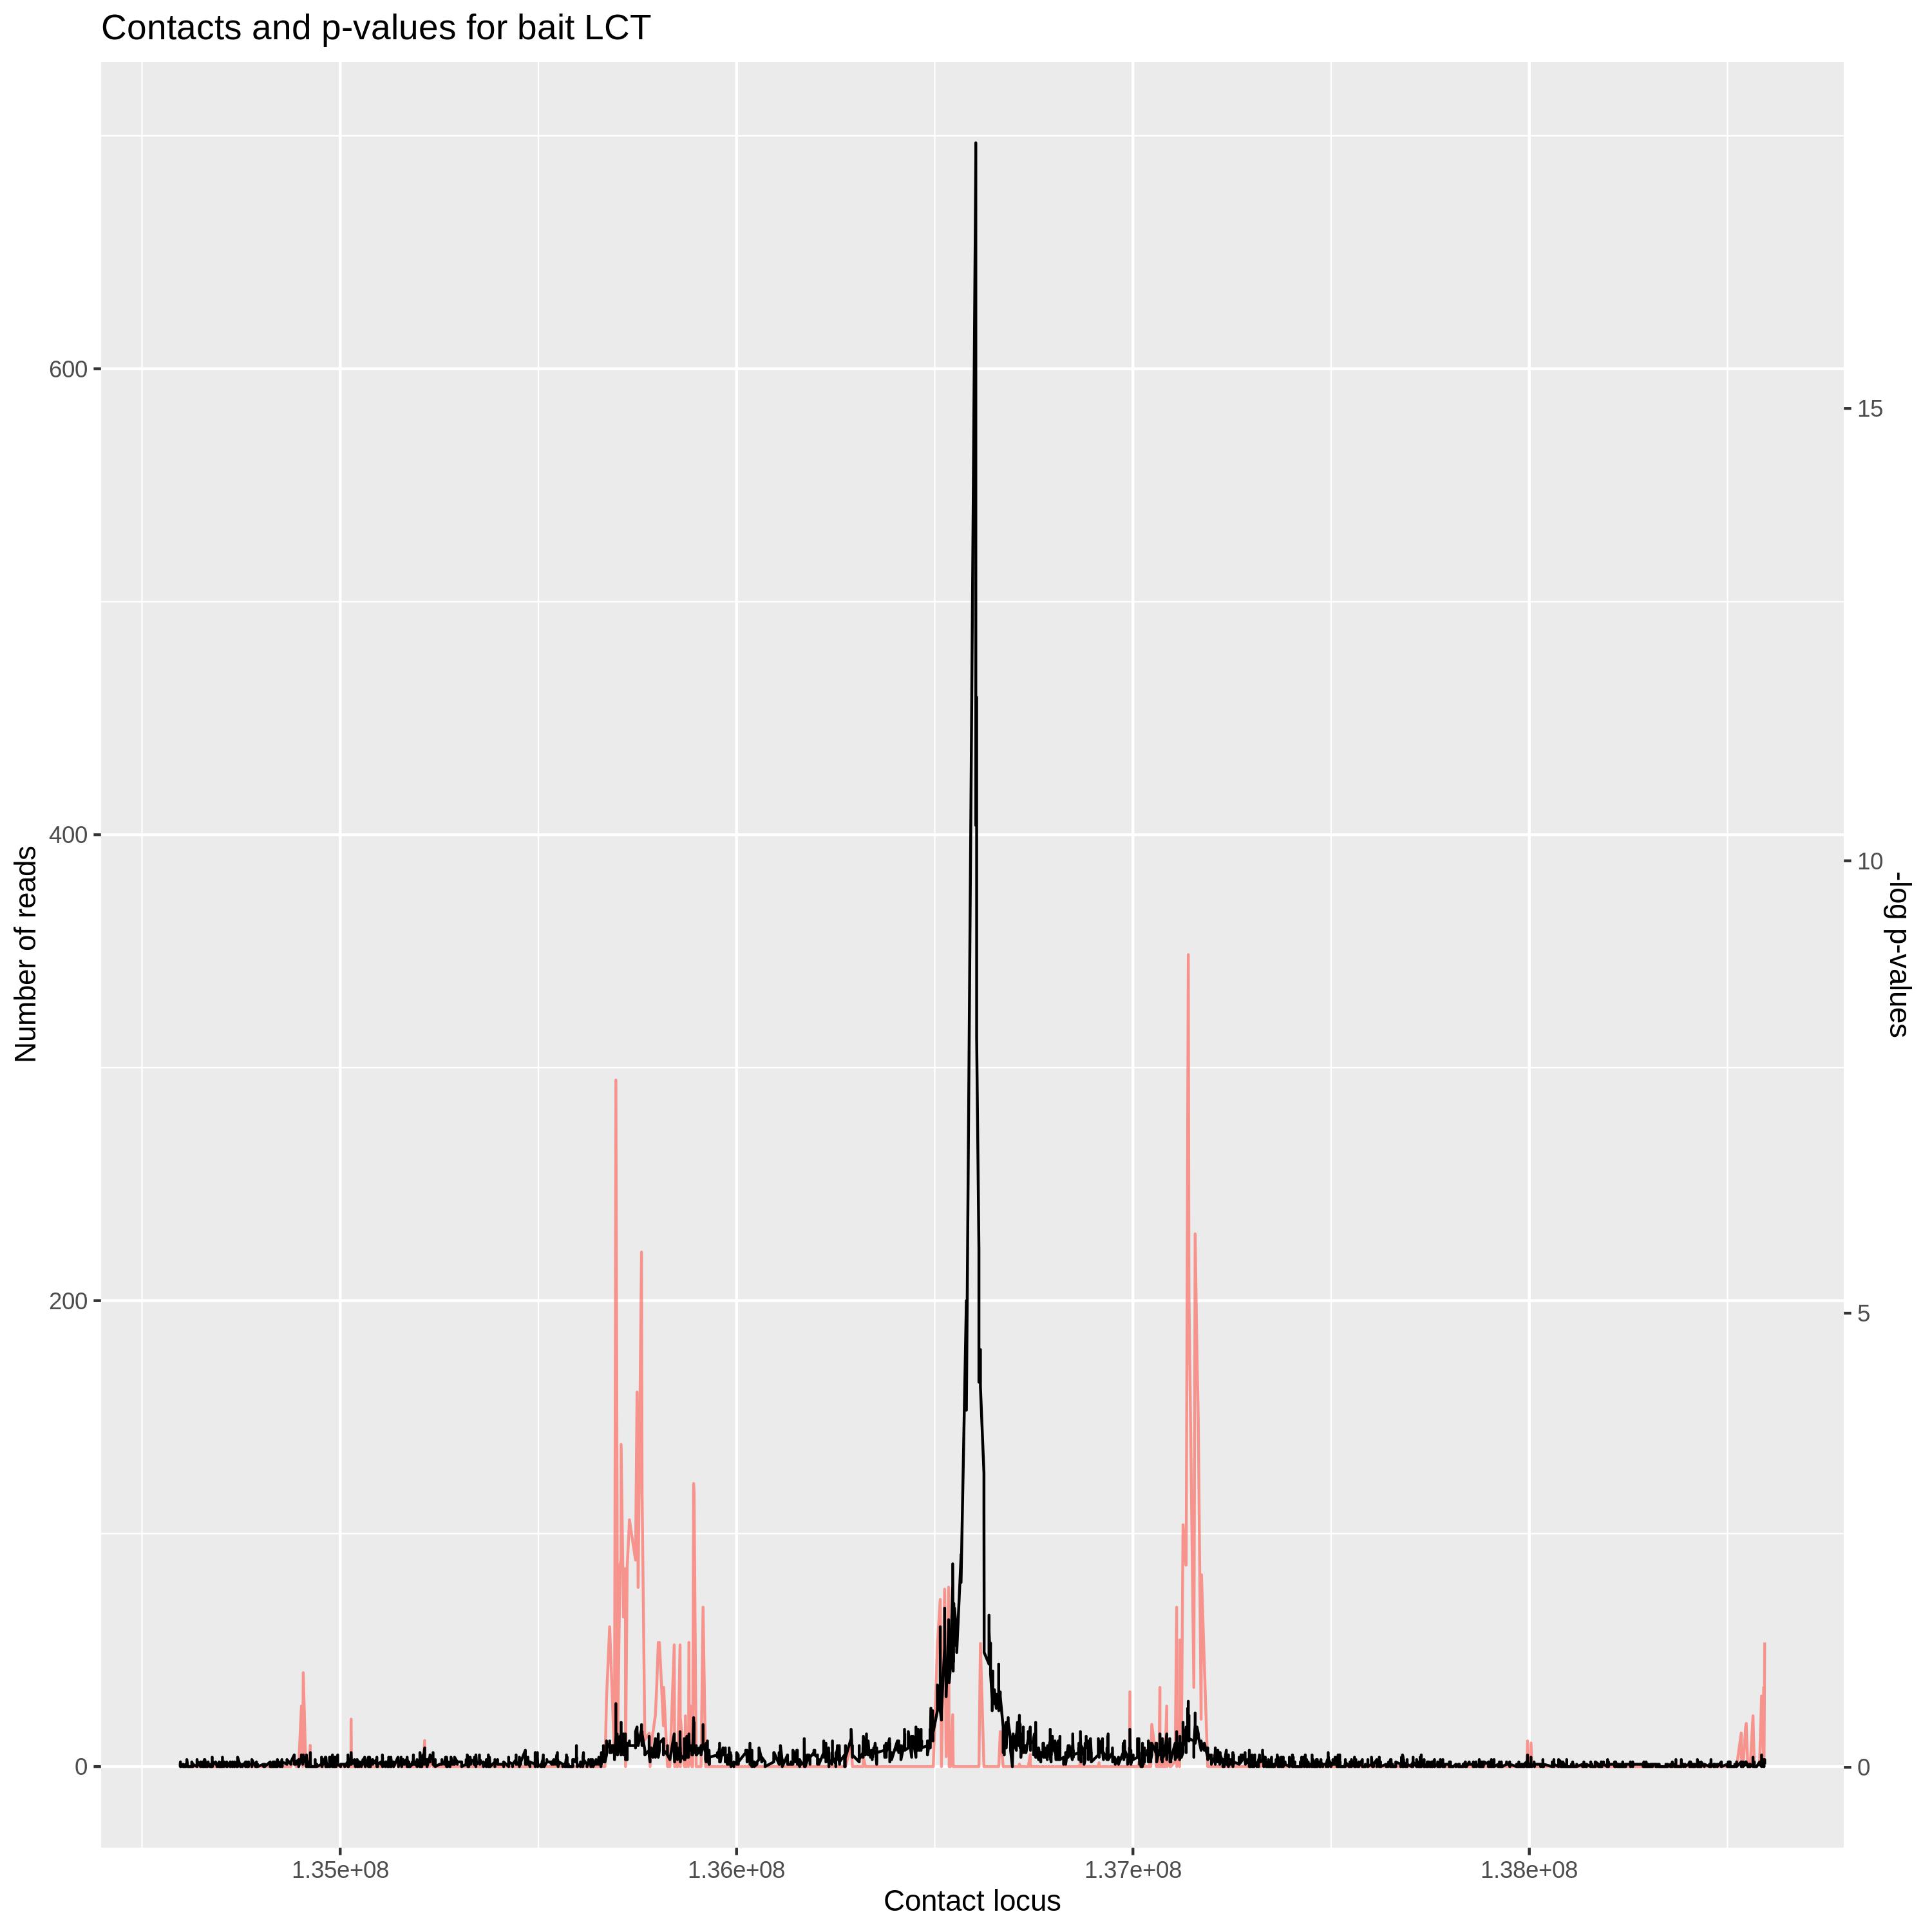 Contacts and p-values for bait LCT
Number of reads
600
400
200
0
15
10
5
0
-log p-values
1.35e+08
1.36e+08
1.37e+08
1.38e+08
Contact locus